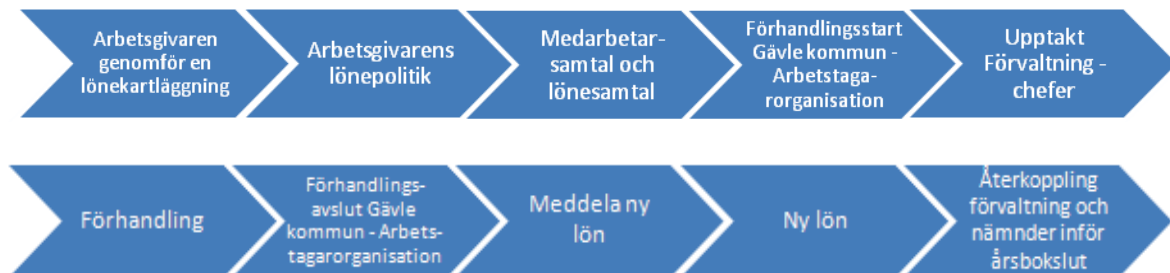 Arbetsgivaren
genomför en
lönekartläggning
Arbetsgivarens
lönepolitik
Medarbetar-
samtal och
lönesamtal
Förhandlingsstart
Gävle kommun -
Arbetstaga-
rorganisation
Upptakt
Förvaltning -
chefer
Förhandling
Förhandlings-
avslut Gävle
kommun - Arbets-
tagarorganisation
Meddela ny
lön
Ny lön
Återkoppling
förvaltning och
nämnder inför
årsbokslut